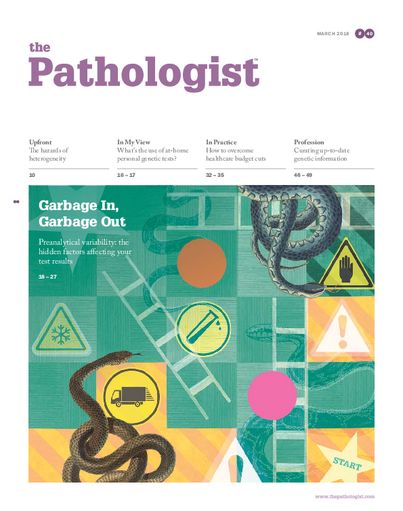 MARCH 2018 # 40
the
Pathologist™
Upfront
The hazards of
heterogeneity
10
In My View
What's the use of at-home
personal genetic tests?
16 – 17
In Practice
How to overcome
healthcare budget cuts
32 – 35
Profession
Curating up-to-date
genetic information
46 – 49
Garbage In,
Garbage Out
Preanalytical variability: the
hidden factors affecting your
test results
18 – 27
START
www.thepathologist.com